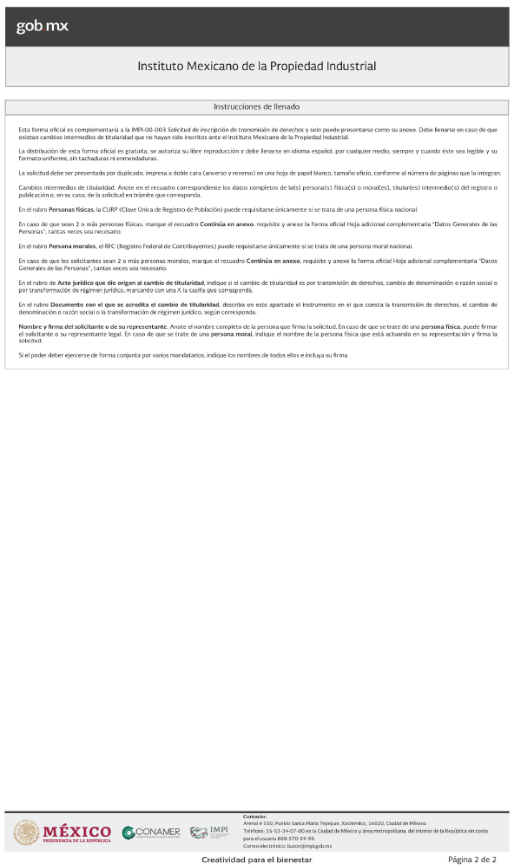 gob.mx
Instituto Mexicano de la Propiedad Industrial
Instrucciones de llenado
Esta forma oficial es complementaria a la IMPI-00-003 Solicitud de inscripción de transmisión de derechos y solo puede presentarse como su anexo. Debe llenarse en caso de que
existan cambios intermedios de titularidad que no hayan sido inscritos ante el Instituto Mexicano de la Propiedad Industrial.
La distribución de esta forma oficial es gratuita, se autoriza su libre reproducción y debe llenarse en idioma español, por cualquier medio, siempre y cuando éste sea legible y su
formato uniforme, sin tachaduras ni enmendaduras.
La solicitud debe ser presentada por duplicado, impresa a doble cara (anverso y reverso) en una hoja de papel blanco, tamaño oficio, conforme al número de páginas que la integran.
Cambios intermedios de titularidad. Anote en el recuadro correspondiente los datos completos de la(s) persona(s) física(s) o moral(es), titular(es) intermedio(s) del registro o
publicación o, en su caso, de la solicitud en trámite que corresponda.
En el rubro Personas físicas, la CURP (Clave Única de Registro de Población) puede requisitarse únicamente si se trata de una persona física nacional.
En caso de que sean 2 o más personas físicas, marque el recuadro Continúa en anexo, requisite y anexe la forma oficial Hoja adicional complementaria "Datos Generales de las
Personas", tantas veces sea necesario.
En el rubro Persona morales, el RFC (Registro Federal de Contribuyentes) puede requisitarse únicamente si se trata de una persona moral nacional.
En caso de que los solicitantes sean 2 o más personas morales, marque el recuadro Continúa en anexo, requisite y anexe la forma oficial Hoja adicional complementaria "Datos
Generales de las Personas", tantas veces sea necesario.
En el rubro de Acto jurídico que dio origen al cambio de titularidad, indique si el cambio de titularidad es por transmisión de derechos, cambio de denominación o razón social o
por transformación de régimen jurídico, marcando con una X la casilla que corresponda.
En el rubro Documento con el que se acredita el cambio de titularidad, describa en este apartado el instrumento en el que consta la transmisión de derechos, el cambio de
denominación o razón social o la transformación de régimen jurídico, según corresponda.
Nombre y firma del solicitante o de su representante. Anote el nombre completo de la persona que firma la solicitud. En caso de que se trate de una persona física, puede firmar
el solicitante o su representante legal. En caso de que se trate de una persona moral, indique el nombre de la persona física que está actuando en su representación y firma la
solicitud.
Si el poder deber ejercerse de forma conjunta por varios mandatarios, indique los nombres de todos ellos e incluya su firma.
MÉXICO
PRESIDENCIA DE LA REPÚBLICA
CONAMER
IMPI
Contacto:
Arenal # 550, Pueblo Santa María Tepepan, Xochimilco, 16020, Ciudad de México.
Teléfono: 55-53-34-07-00 en la Ciudad de México y área metropolitana, del interior de la República sin costo
para el usuario 800-570-59-90.
Correo electrónico: buzon@impi.gob.mx
Creatividad para el bienestar
Página 2 de 2